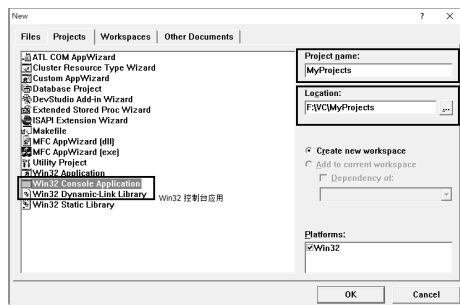 New
? ×
Files Projects Workspaces Other Documents
ATL COM AppWizard
Cluster Resource Type Wizard
Custom AppWizard
Database Project
DevStudio Add-in Wizard
Extended Stored Proc Wizard
ISAPI Extension Wizard
Makefile
MFC AppWizard (dll)
MFC AppWizard (exe)
Utility Project
Win32 Application
Win32 Console Application
Win32 Dynamic-Link Library
Win32 Static Library
Win32 控制台应用
Project name:
MyProjects
Location:
F:\VC\MyProjects
...
Create new workspace
Add to current workspace
Dependency of:
Platforms:
Win32
OK Cancel